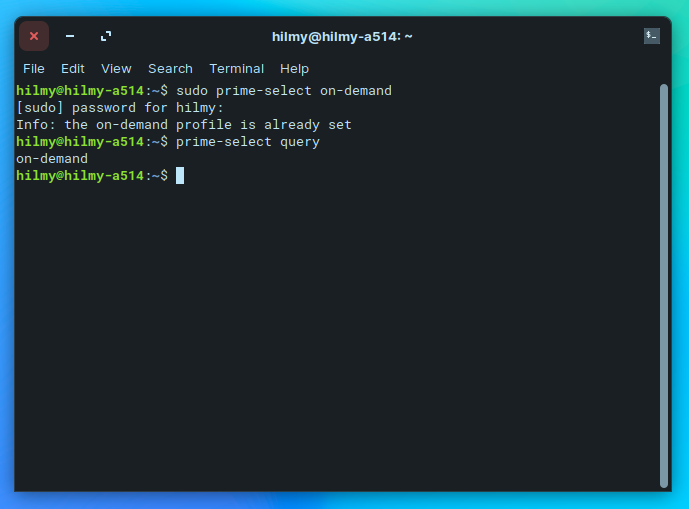 hilmy@hilmy-a514: ~
$_
File Edit View Search Terminal Help
hilmy@hilmy-a514:~$ sudo prime-select on-demand
[sudo] password for hilmy:
Info: the on-demand profile is already set
hilmy@hilmy-a514:~$ prime-select query
on-demand
hilmy@hilmy-a514:~$